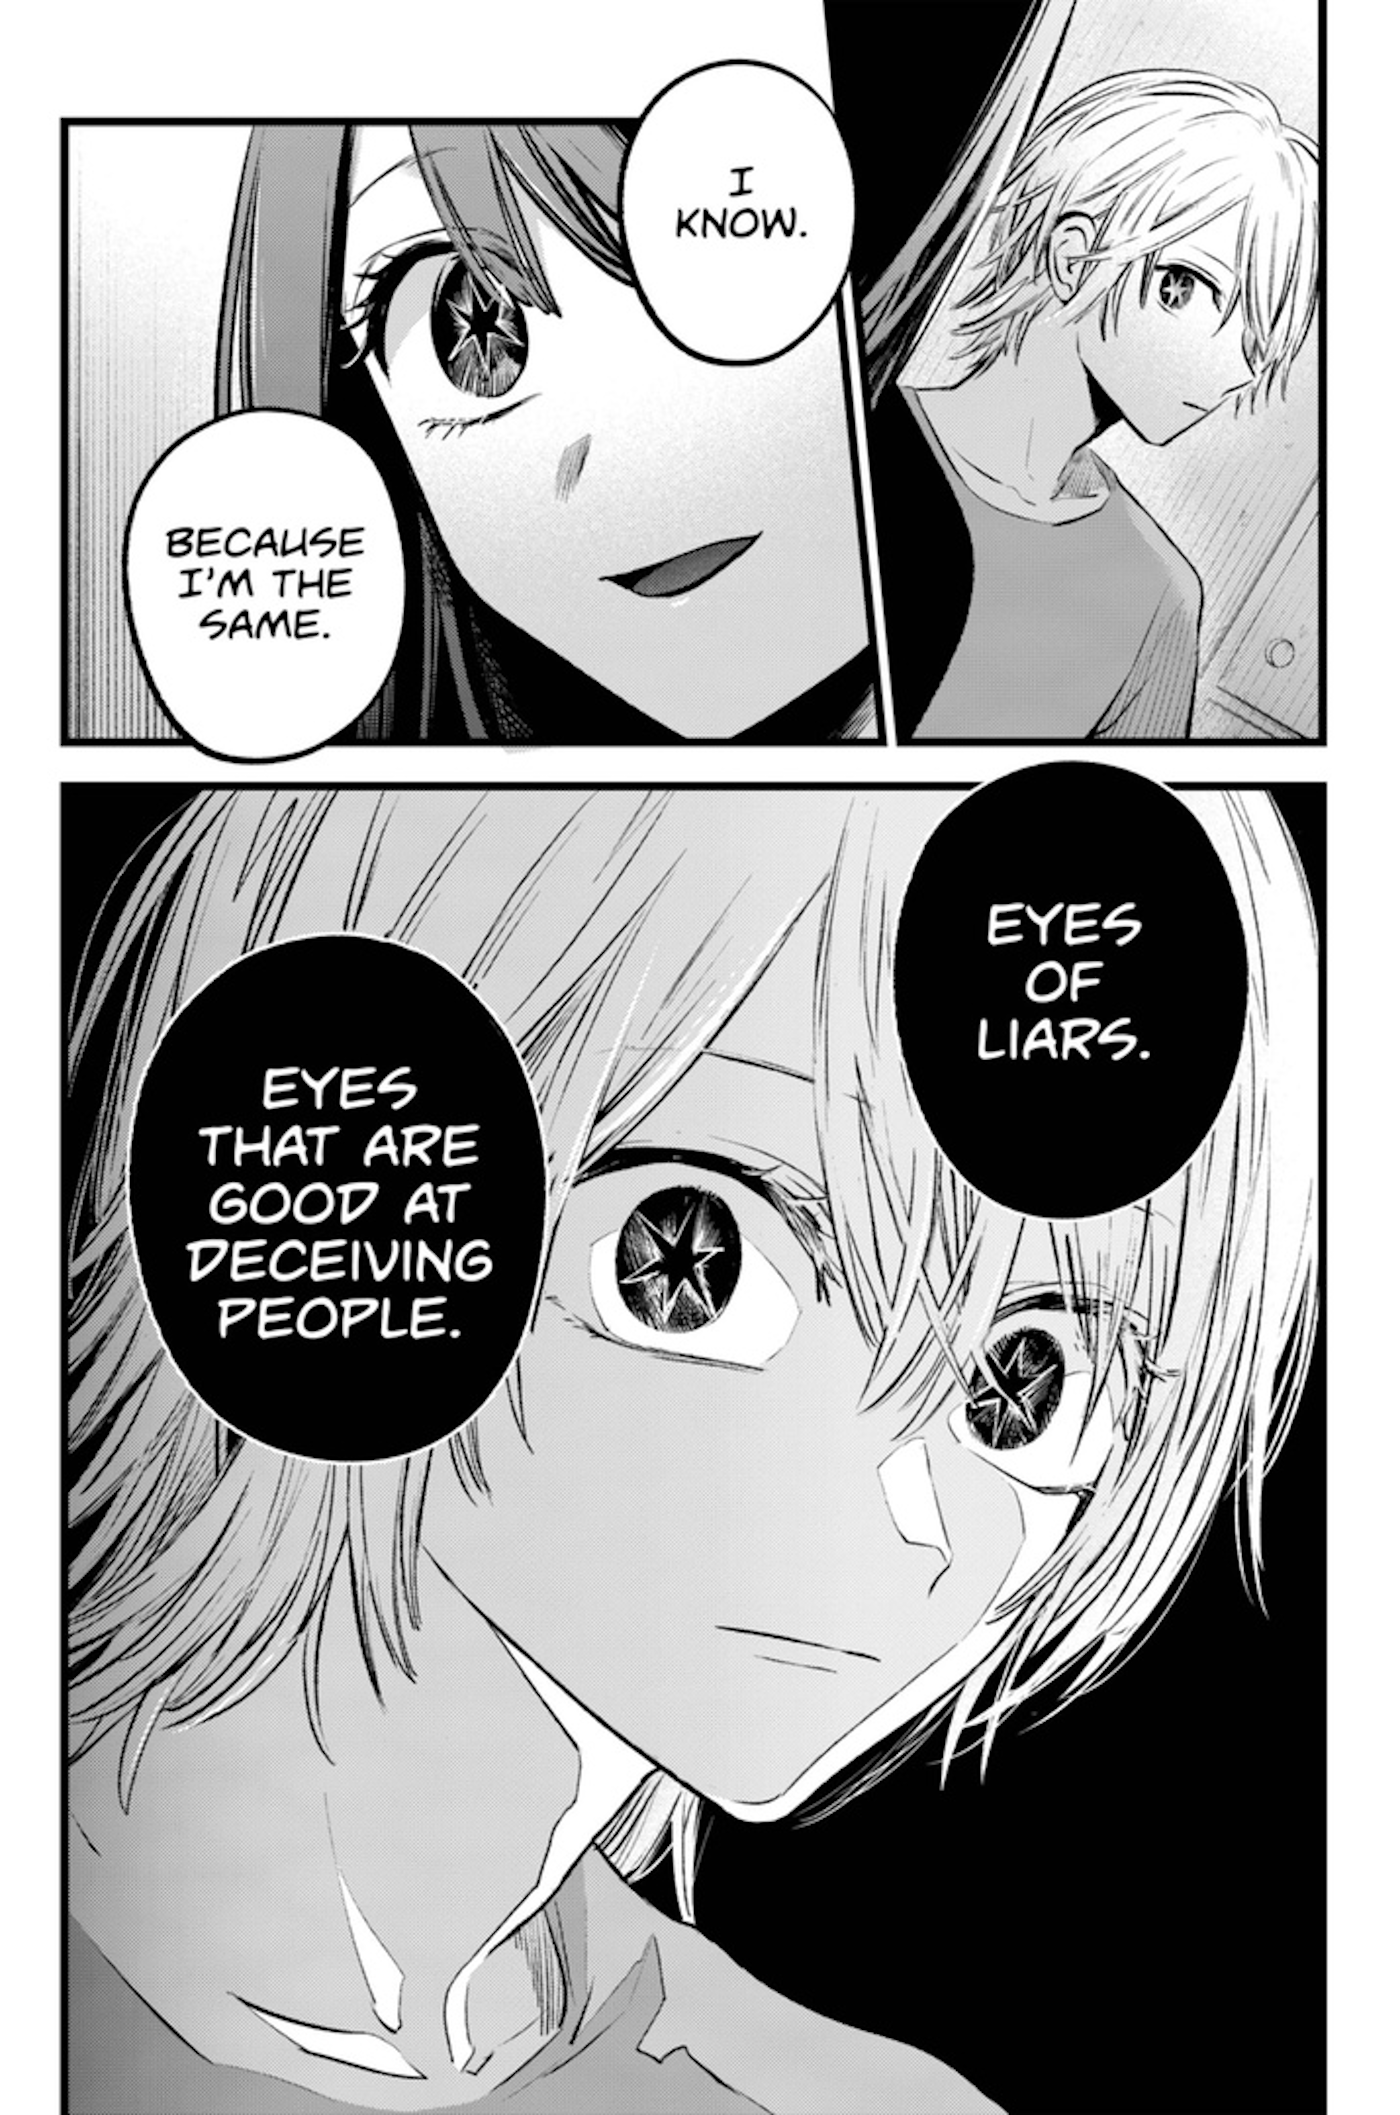 I
KNOW.
BECAUSE
I'M THE
SAME.
EYES
OF
LIARS.
EYES
THAT ARE
GOOD AT
DECEIVING
PEOPLE.